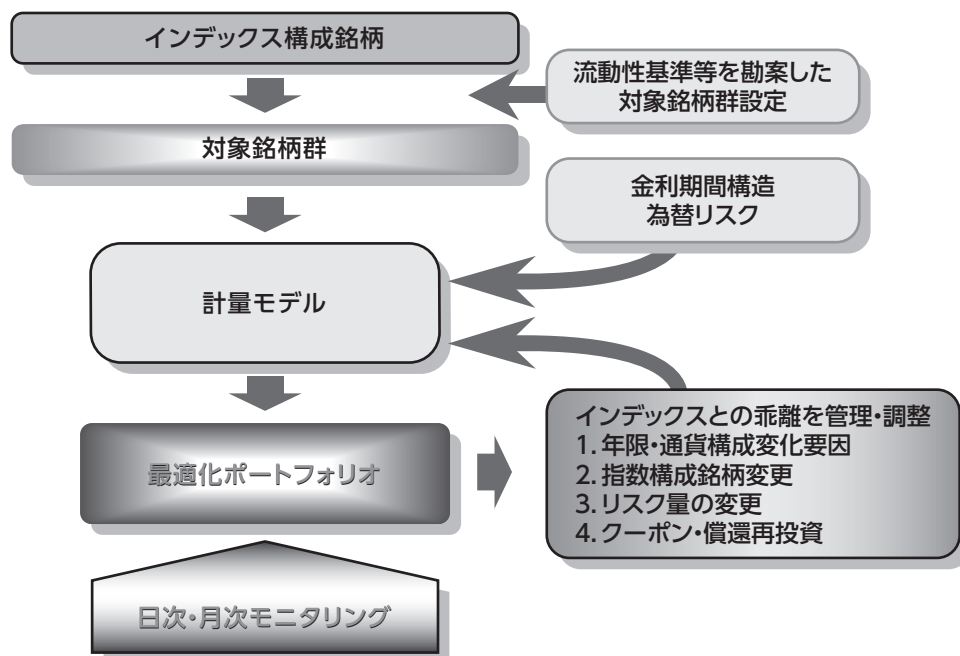 インデックス構成銘柄
流動性基準等を勘案した
対象銘柄群設定
対象銘柄群
金利期間構造
為替リスク
計量モデル
最適化ポートフォリオ
インデックスとの乖離を管理・調整
1. 年限・通貨構成変化要因
2. 指数構成銘柄変更
3. リスク量の変更
4. クーポン・償還再投資
日次・月次モニタリング